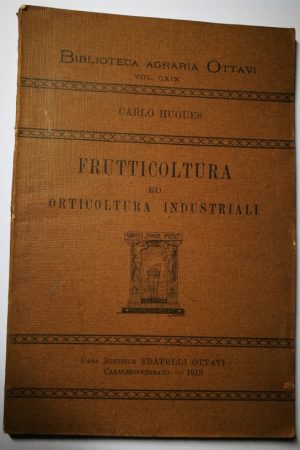 BIBLIOTECA AGRARIA OTTAVI
VOL. CXIX
CARLO HUGUES
FRUTTICOLTURA
ED
ORTICOLTURA INDUSTRIALI
CASA EDITRICE FRATELLI OTTAVI
CASALMONFERRATO — 1913